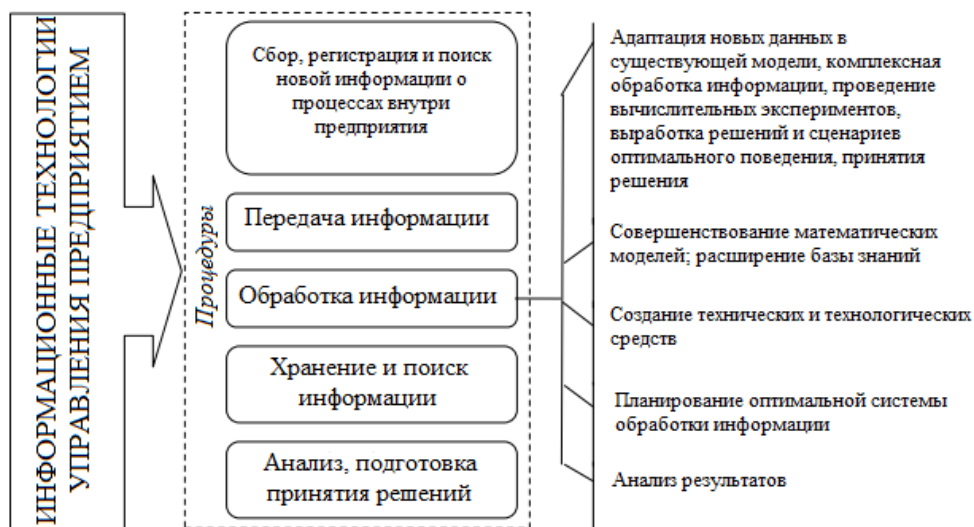 ИНФОРМАЦИОННЫЕ ТЕХНОЛОГИИ
УПРАВЛЕНИЯ ПРЕДПРИЯТИЕМ
Процедуры
Сбор, регистрация и поиск
новой информации о
процессах внутри
предприятия
Передача информации
Обработка информации
Хранение и поиск
информации
Анализ, подготовка
принятия решений
Адаптация новых данных в
существующей модели, комплексная
обработка информации, проведение
вычислительных экспериментов,
выработка решений и сценариев
оптимального поведения, принятия
решения
Совершенствование математических
моделей; расширение базы знаний
Создание технических и технологических
средств
Планирование оптимальной системы
обработки информации
Анализ результатов